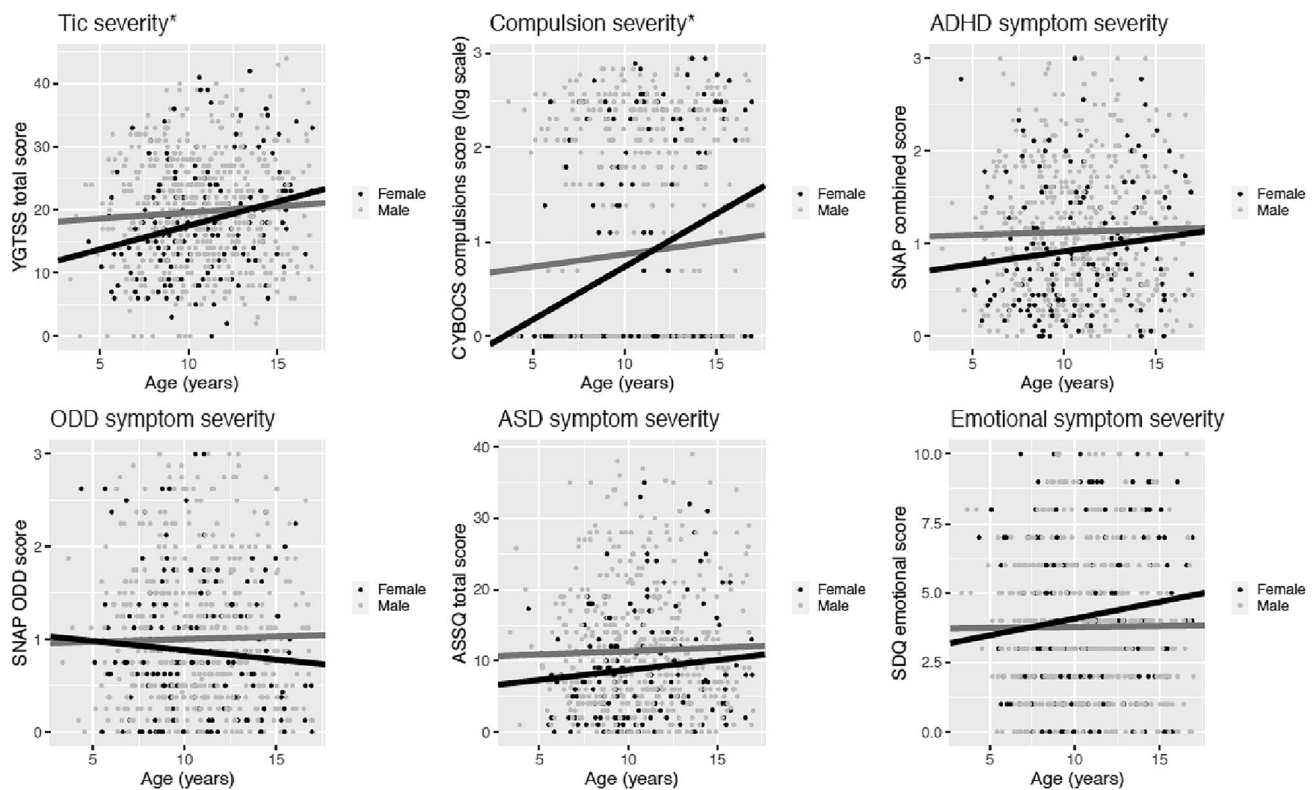 Tic severity*
YGTSS total score
40
30
20
10
0
5
10
15
Age (years)
Female
Male
Compulsion severity*
CYBOCS compulsions score (log scale)
3
2
1
0
5
10
15
Age (years)
Female
Male
ADHD symptom severity
SNAP combined score
3
2
1
0
5
10
15
Age (years)
Female
Male
ODD symptom severity
SNAP ODD score
3
2
1
0
5
10
15
Age (years)
Female
Male
ASD symptom severity
ASSQ total score
40
30
20
10
0
5
10
15
Age (years)
Female
Male
Emotional symptom severity
SDQ emotional score
10.0
7.5
5.0
2.5
0.0
5
10
15
Age (years)
Female
Male